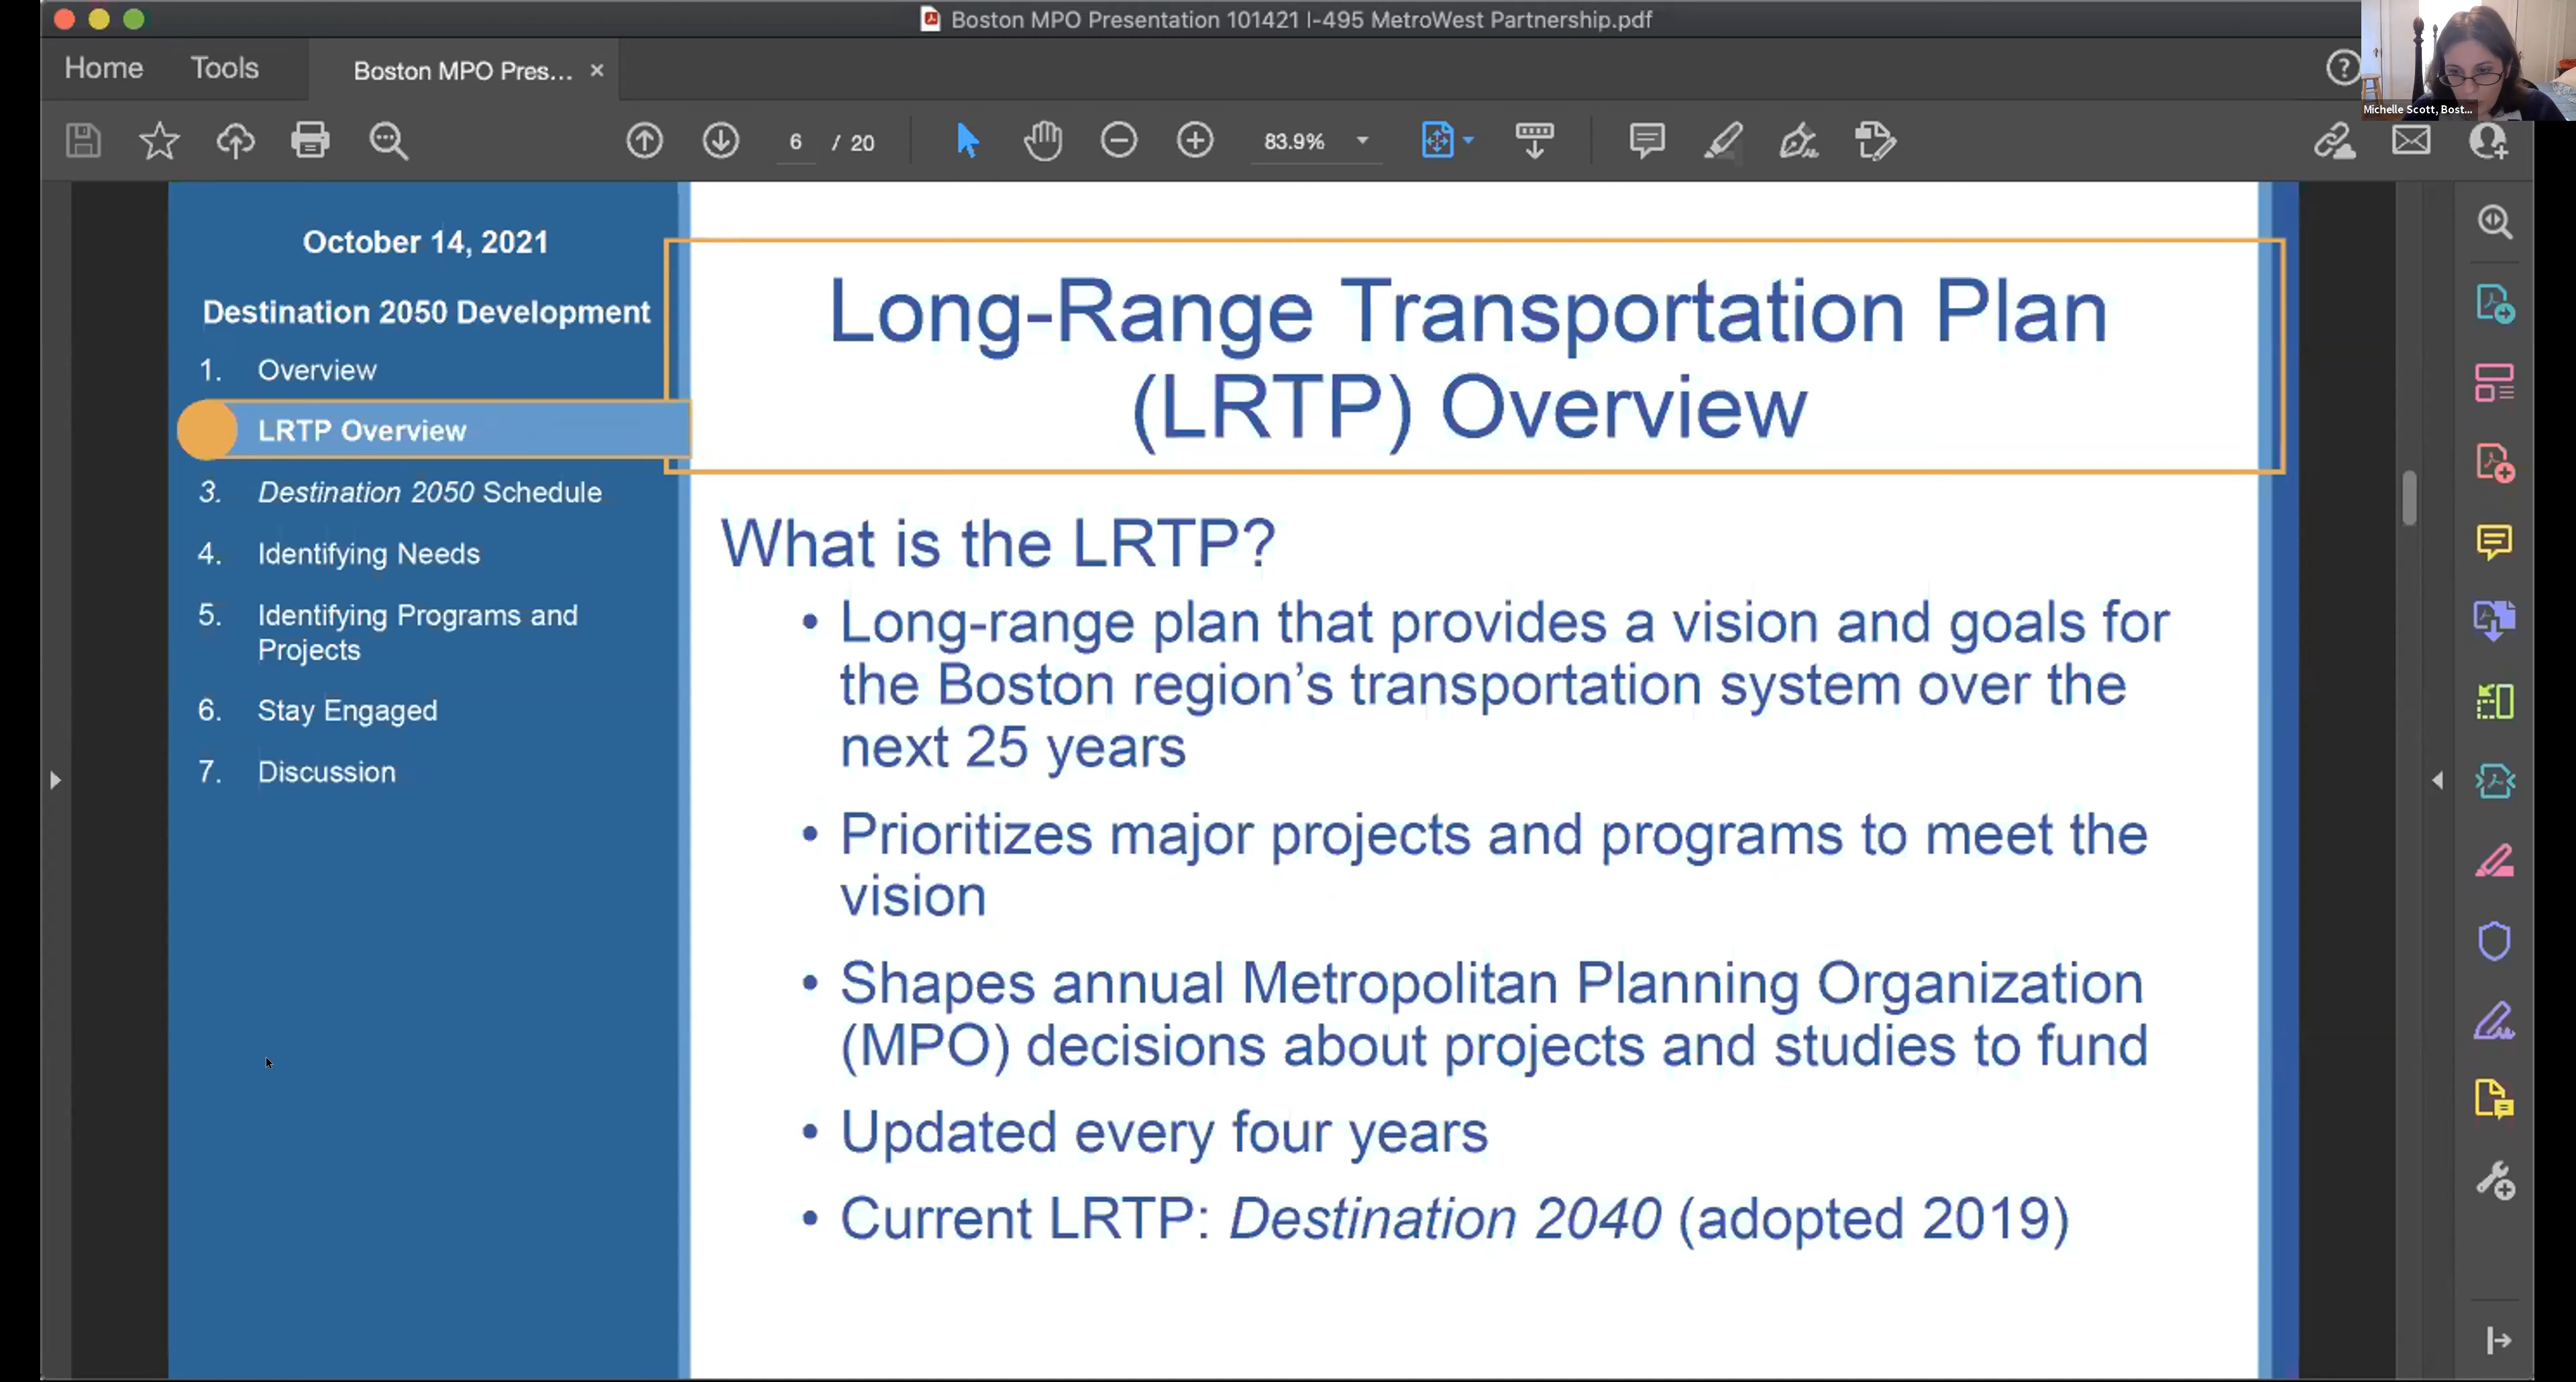 Boston MPO Presentation 101421 I-495 MetroWest Partnership.pdf
Home
Tools
Boston MPO Pres...
6 / 20
83.9%
Michelle Scott, Bost...
October 14, 2021
Destination 2050 Development
1. Overview
LRTP Overview
3. Destination 2050 Schedule
4. Identifying Needs
5. Identifying Programs and
Projects
6. Stay Engaged
7. Discussion
Long-Range Transportation Plan
(LRTP) Overview
What is the LRTP?
• Long-range plan that provides a vision and goals for
the Boston region’s transportation system over the
next 25 years
• Prioritizes major projects and programs to meet the
vision
• Shapes annual Metropolitan Planning Organization
(MPO) decisions about projects and studies to fund
• Updated every four years
• Current LRTP: Destination 2040 (adopted 2019)